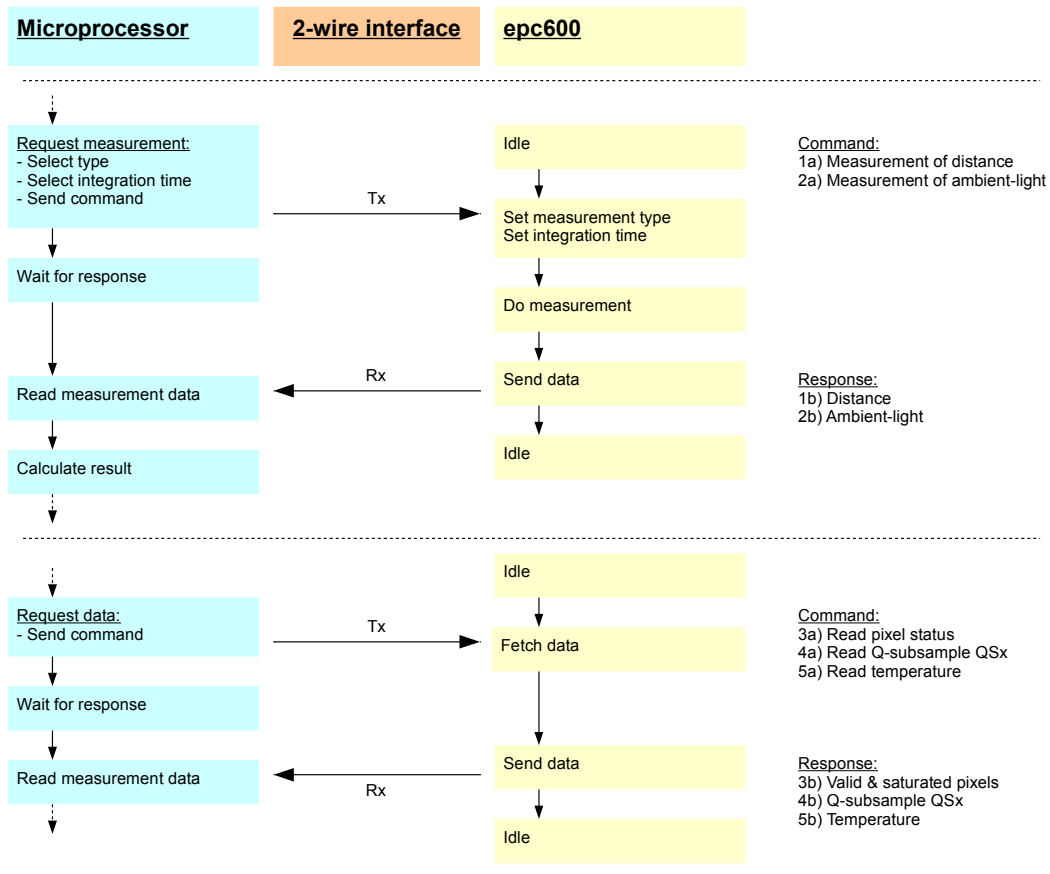 Microprocessor
2-wire interface
epc600
Request measurement:
- Select type
- Select integration time
- Send command
Idle
Command:
1a) Measurement of distance
2a) Measurement of ambient-light
Tx
Set measurement type
Set integration time
Wait for response
Do measurement
Rx
Send data
Read measurement data
Response:
1b) Distance
2b) Ambient-light
Idle
Calculate result
Idle
Request data:
- Send command
Tx
Fetch data
Command:
3a) Read pixel status
4a) Read Q-subsample QSx
5a) Read temperature
Wait for response
Send data
Read measurement data
Rx
Response:
3b) Valid & saturated pixels
4b) Q-subsample QSx
5b) Temperature
Idle